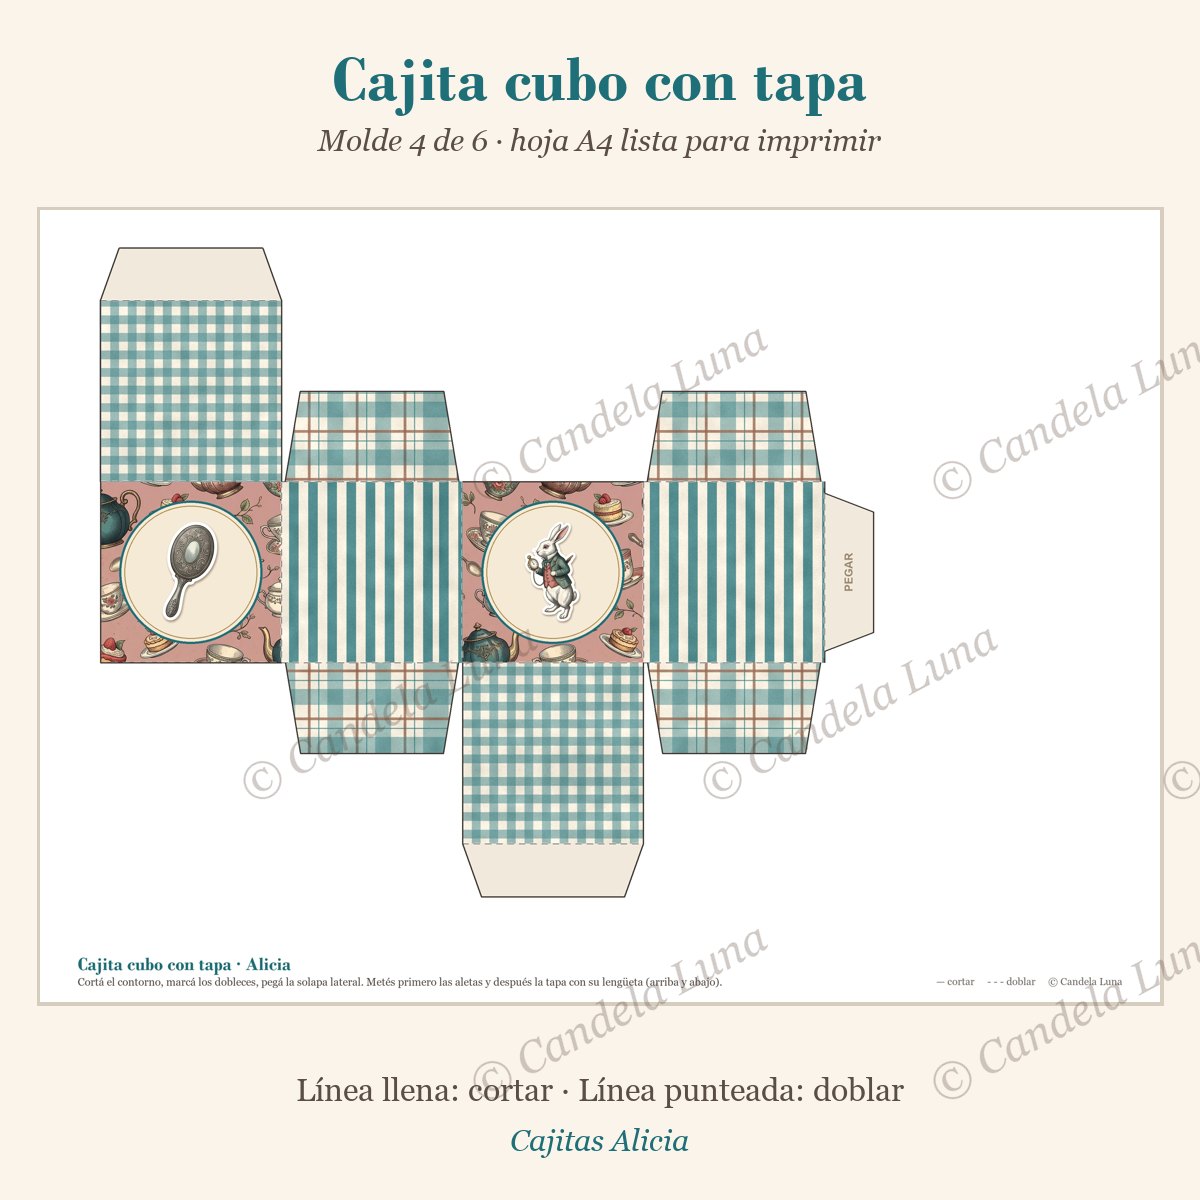 Cajita cubo con tapa
Molde 4 de 6 · hoja A4 lista para imprimir
© Candela Luna
© Candela Luna
PEGAR
© Candela Luna
© Candela Luna
©
Cajita cubo con tapa · Alicia
Cortá el contorno, marcá los dobleces, pegá la solapa lateral. Metés primero las aletas y después la tapa con su lengüeta (arriba y abajo).
— cortar - - - doblar © Candela Luna
© Candela Luna
© Candela Luna
Línea llena: cortar · Línea punteada: doblar
Cajitas Alicia